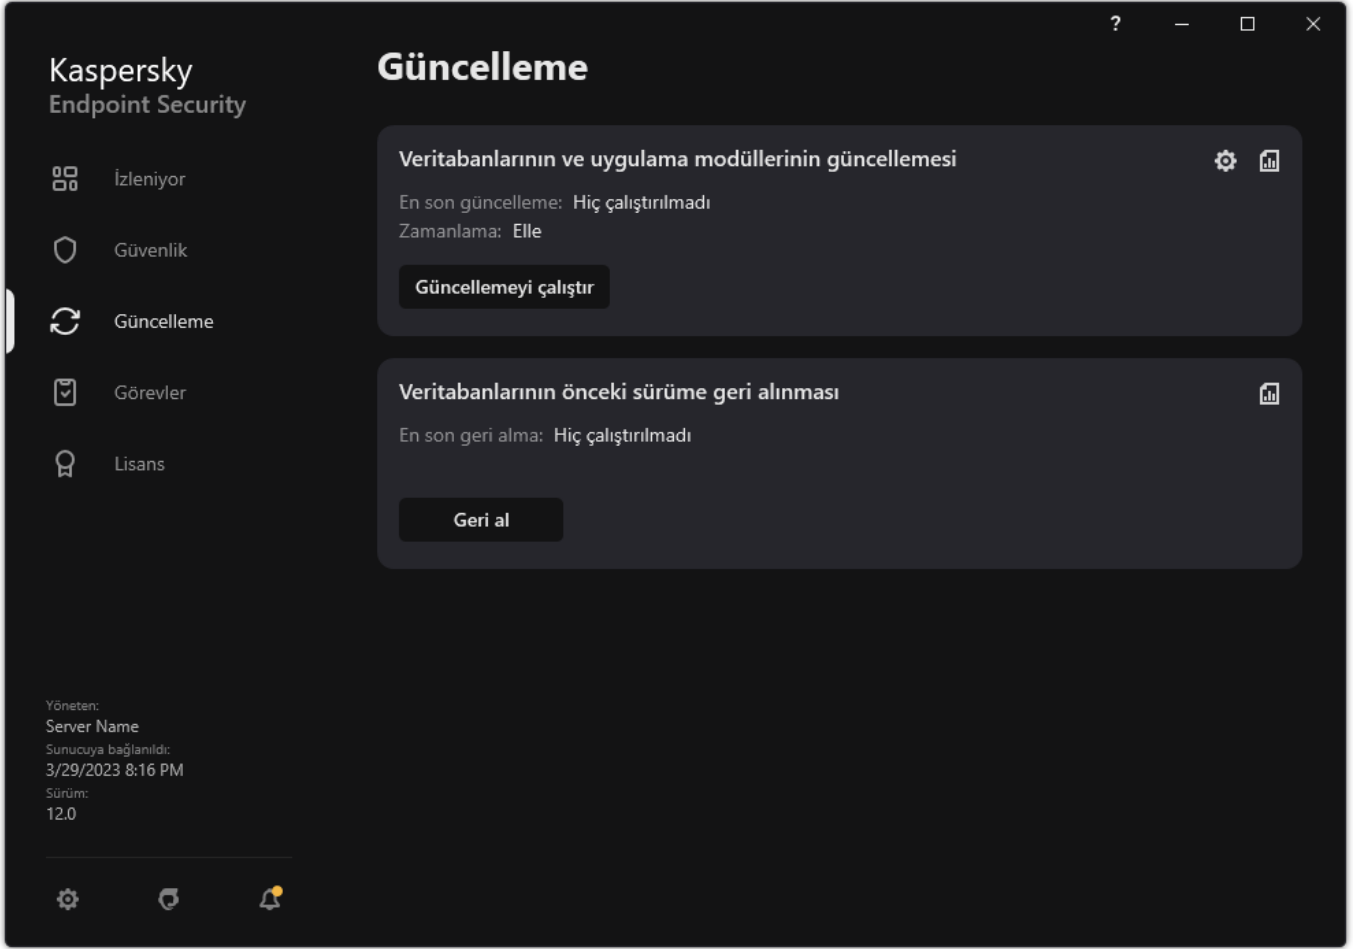 ?
Kaspersky
Endpoint Security
İzleniyor
Güvenlik
Güncelleme
Görevler
Lisans
Yöneten:
Server Name
Sunucuya bağlanıldı:
3/29/2023 8:16 PM
Sürüm:
12.0
Güncelleme
Veritabanlarının ve uygulama modüllerinin güncellemesi
En son güncelleme: Hiç çalıştırılmadı
Zamanlama: Elle
Güncellemeyi çalıştır
Veritabanlarının önceki sürüme geri alınması
En son geri alma: Hiç çalıştırılmadı
Geri al